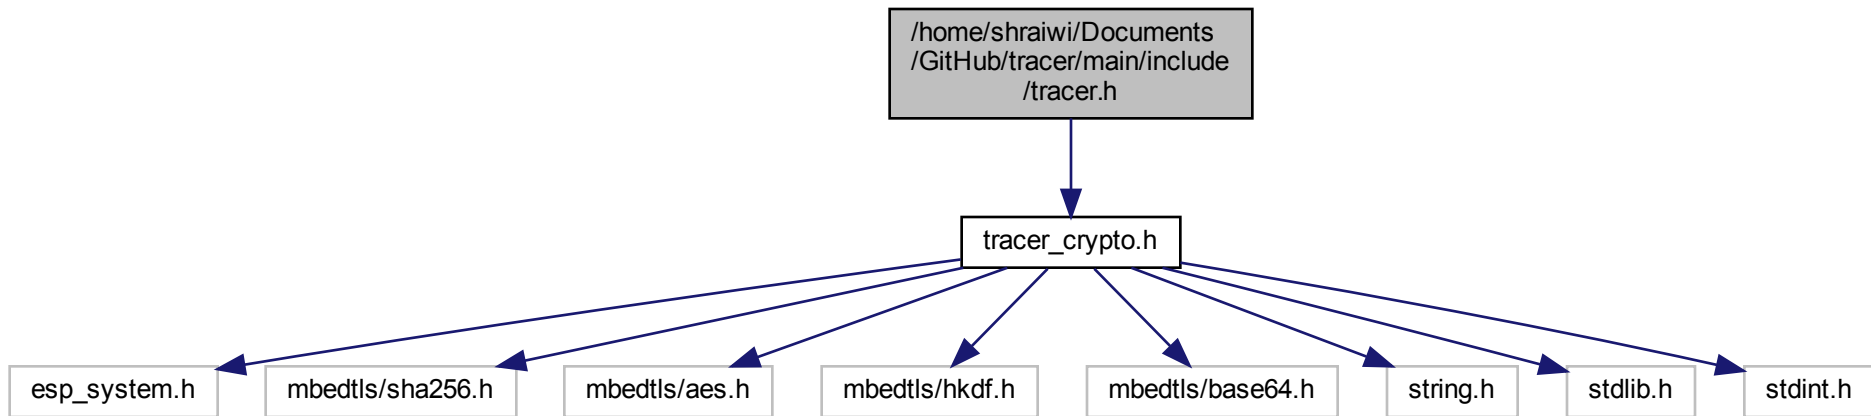 /home/shraiwi/Documents
/GitHub/tracer/main/include
/tracer.h
tracer_crypto.h
esp_system.h
mbedtls/sha256.h
mbedtls/aes.h
mbedtls/hkdf.h
mbedtls/base64.h
string.h
stdlib.h
stdint.h